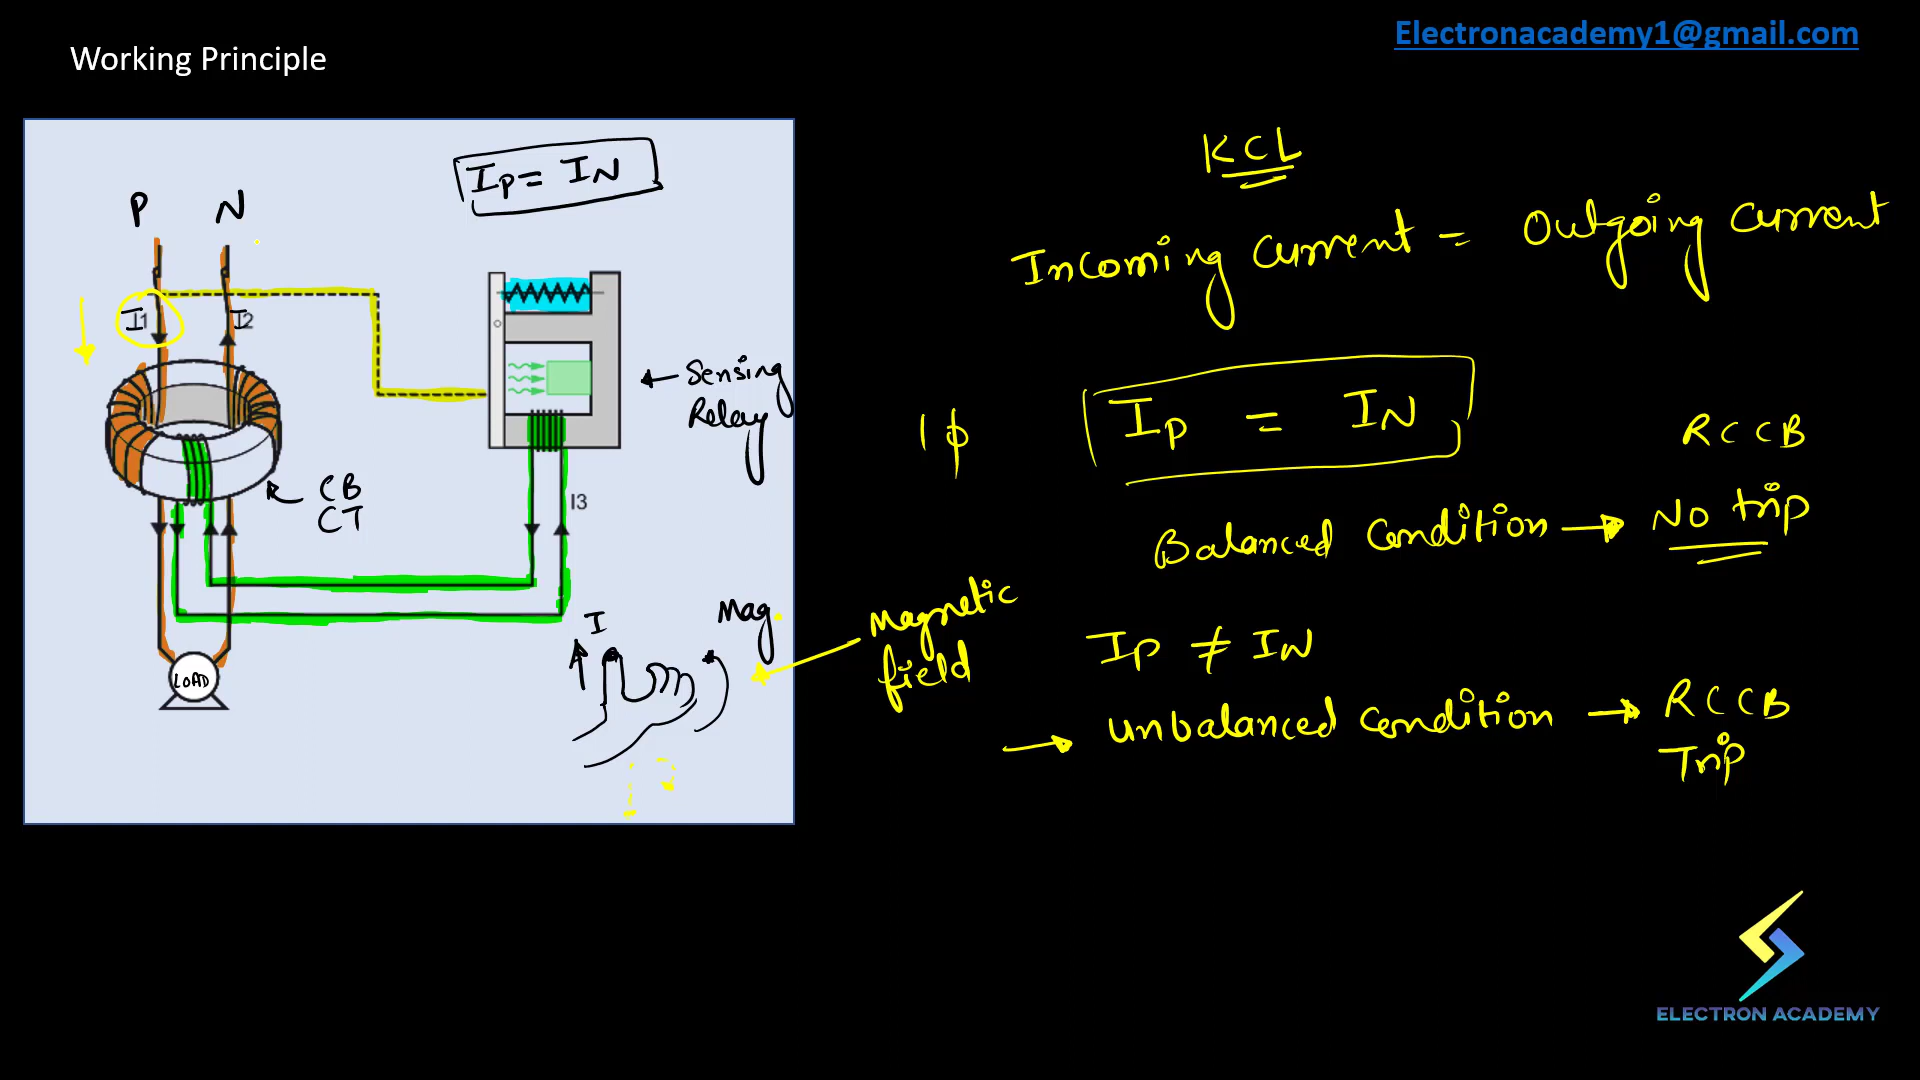 Working Principle
Electronacademy1@gmail.com
IP = IN
P N
I1 I2
Sensing
Relay
CB
CT
I3
LOAD
I
Mag
Magnetic
field
KCL
Incoming current = Outgoing current
1ϕ IP = IN
RCCB
Balanced condition → No trip
IP ≠ IN
→ unbalanced condition → RCCB
Trip
ELECTRON ACADEMY